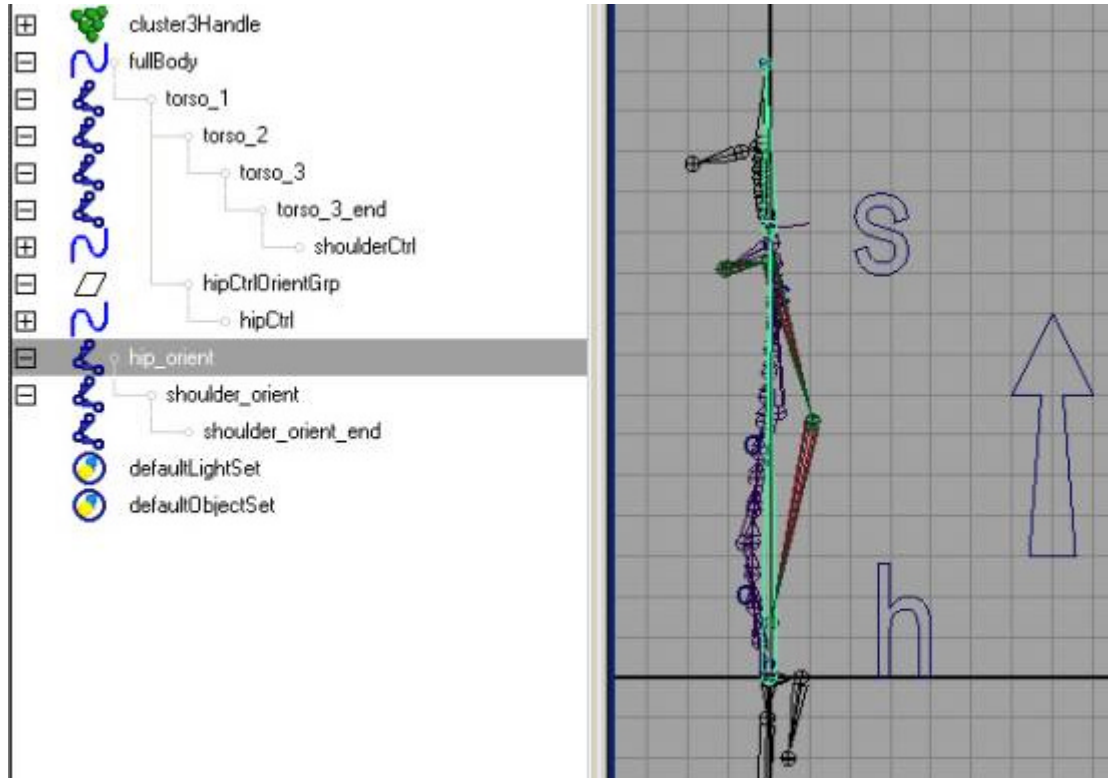 cluster3Handle
fullBody
torso_1
torso_2
torso_3
torso_3_end
shoulderCtrl
hipCtrlOrientGrp
hipCtrl
hip_orient
shoulder_orient
shoulder_orient_end
defaultLightSet
defaultObjectSet
S
h